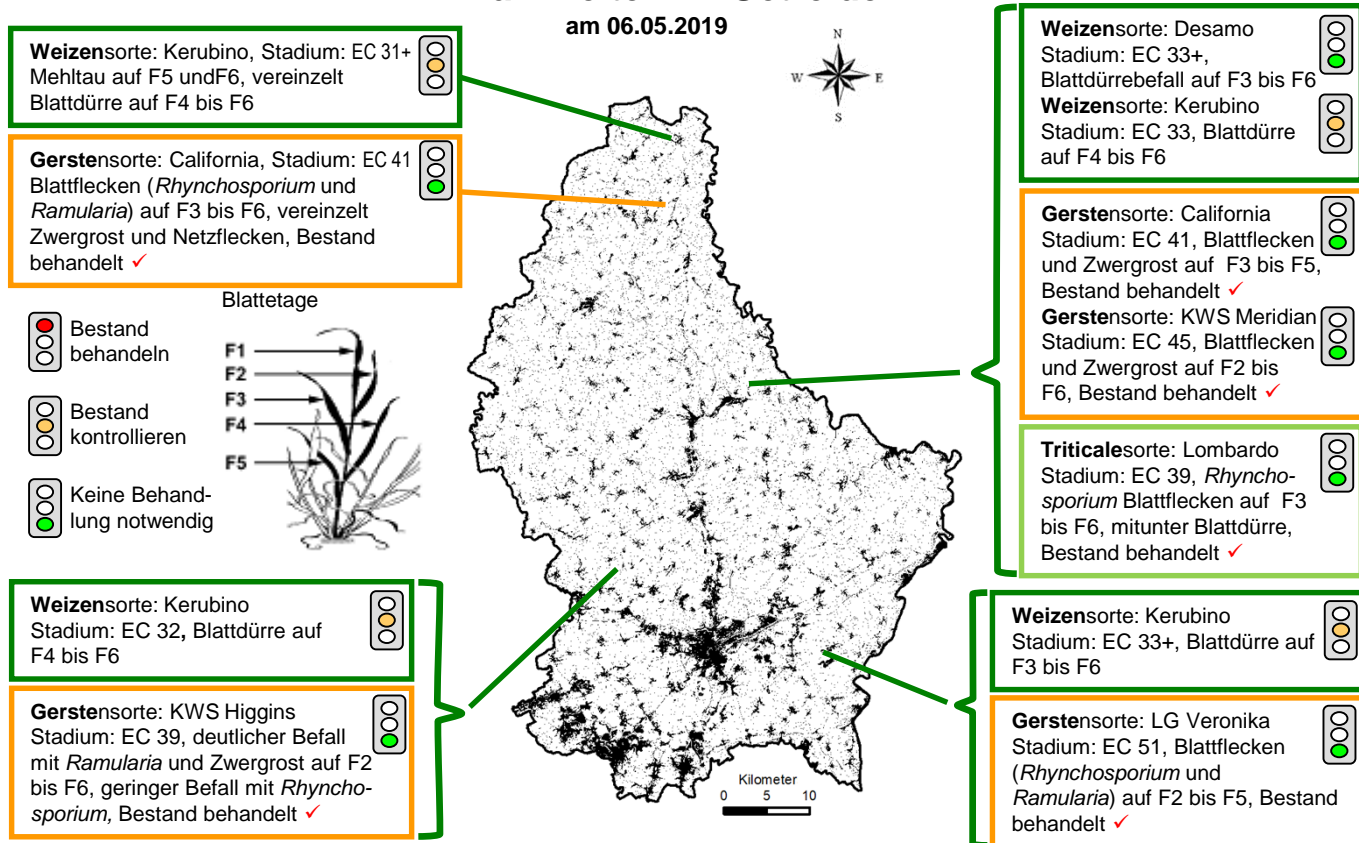 am 06.05.2019
N
W E
S
Weizensorte: Kerubino, Stadium: EC 31+
Mehltau auf F5 undF6, vereinzelt
Blattdürre auf F4 bis F6
Gerstensorte: California, Stadium: EC 41
Blattflecken (Rhynchosporium und
Ramularia) auf F3 bis F6, vereinzelt
Zwergrost und Netzflecken, Bestand
behandelt ✓
Blattetage
F1
F2
F3
F4
F5
Bestand
behandeln
Bestand
kontrollieren
Keine Behand-
lung notwendig
Weizensorte: Kerubino
Stadium: EC 32, Blattdürre auf
F4 bis F6
Gerstensorte: KWS Higgins
Stadium: EC 39, deutlicher Befall
mit Ramularia und Zwergrost auf F2
bis F6, geringer Befall mit Rhyncho-
sporium, Bestand behandelt ✓
Weizensorte: Desamo
Stadium: EC 33+,
Blattdürrebefall auf F3 bis F6
Weizensorte: Kerubino
Stadium: EC 33, Blattdürre
auf F4 bis F6
Gerstensorte: California
Stadium: EC 41, Blattflecken
und Zwergrost auf F3 bis F5,
Bestand behandelt ✓
Gerstensorte: KWS Meridian
Stadium: EC 45, Blattflecken
und Zwergrost auf F2 bis
F6, Bestand behandelt ✓
Triticalesorte: Lombardo
Stadium: EC 39, Rhyncho-
sporium Blattflecken auf F3
bis F6, mitunter Blattdürre,
Bestand behandelt ✓
Weizensorte: Kerubino
Stadium: EC 33+, Blattdürre auf
F3 bis F6
Gerstensorte: LG Veronika
Stadium: EC 51, Blattflecken
(Rhynchosporium und
Ramularia) auf F2 bis F5, Bestand
behandelt ✓
Kilometer
0 5 10